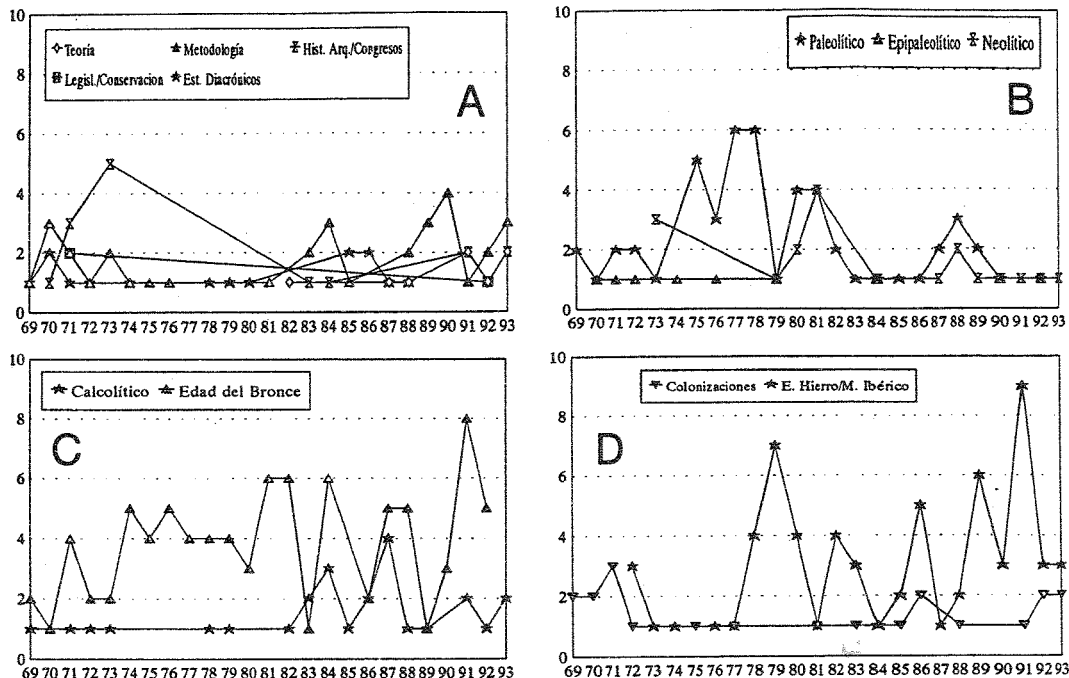 10
8
6
4
2
0
Teoría Metodología Hist. Arq./Congresos
Legisl./Conservacion Est. Diacrónicos
A
69 70 71 72 73 74 75 76 77 78 79 80 81 82 83 84 85 86 87 88 89 90 91 92 93
10
8
6
4
2
0
Paleolítico Epipaleolítico Neolítico
B
69 70 71 72 73 74 75 76 77 78 79 80 81 82 83 84 85 86 87 88 89 90 91 92 93
10
8
6
4
2
0
Calcolítico Edad del Bronce
C
69 70 71 72 73 74 75 76 77 78 79 80 81 82 83 84 85 86 87 88 89 90 91 92 93
10
8
6
4
2
0
Colonizaciones E. Hierro/M. Ibérico
D
69 70 71 72 73 74 75 76 77 78 79 80 81 82 83 84 85 86 87 88 89 90 91 92 93